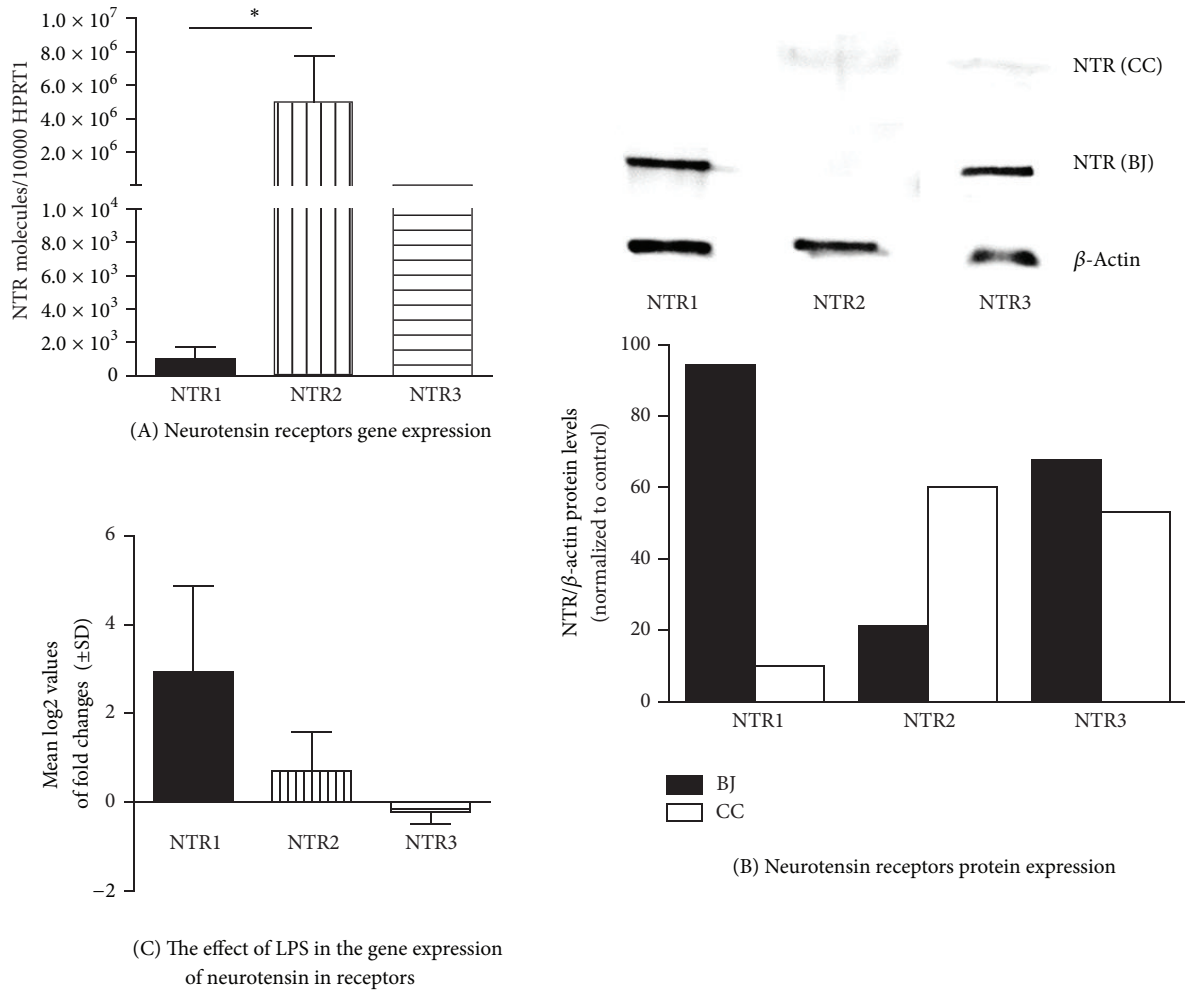 NTR molecules/10000 HPRT1
1.0 × 10⁷
8.0 × 10⁶
6.0 × 10⁶
4.0 × 10⁶
2.0 × 10⁶
1.0 × 10⁴
8.0 × 10³
6.0 × 10³
4.0 × 10³
2.0 × 10³
0
*
NTR1 NTR2 NTR3
(A) Neurotensin receptors gene expression
NTR (CC)
NTR (BJ)
β-Actin
NTR1 NTR2 NTR3
NTR/β-actin protein levels
(normalized to control)
100
80
60
40
20
0
NTR1 NTR2 NTR3
BJ
CC
(B) Neurotensin receptors protein expression
Mean log2 values
of fold changes (±SD)
6
4
2
0
−2
NTR1 NTR2 NTR3
(C) The effect of LPS in the gene expression
of neurotensin in receptors